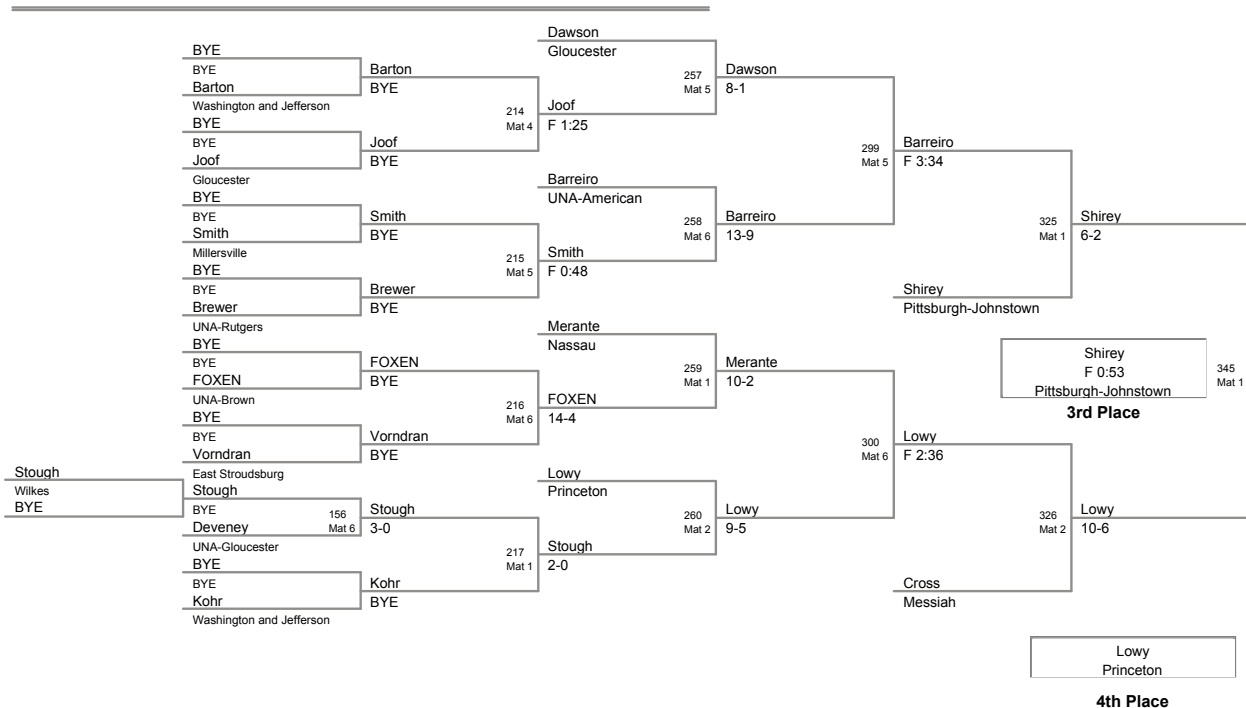 Stough
Wilkes
BYE
BYE
BYE
Barton
Washington and Jefferson
BYE
BYE
Joof
Gloucester
BYE
BYE
Smith
Millersville
BYE
BYE
Brewer
UNA-Rutgers
BYE
BYE
FOXEN
UNA-Brown
BYE
BYE
Vorndran
East Stroudsburg
Stough
BYE
Deveney
UNA-Gloucester
BYE
BYE
Kohr
Washington and Jefferson
156
Mat 6
Barton
BYE
Joof
BYE
Smith
BYE
Brewer
BYE
FOXEN
BYE
Vorndran
BYE
Stough
3-0
Kohr
BYE
214
Mat 4
215
Mat 5
216
Mat 6
217
Mat 1
Dawson
Gloucester
Joof
F 1:25
Barreiro
UNA-American
Smith
F 0:48
Merante
Nassau
FOXEN
14-4
Lowy
Princeton
Stough
2-0
257
Mat 5
258
Mat 6
259
Mat 1
260
Mat 2
Dawson
8-1
Barreiro
13-9
Merante
10-2
Lowy
9-5
299
Mat 5
300
Mat 6
Barreiro
F 3:34
Shirey
Pittsburgh-Johnstown
Lowy
F 2:36
Cross
Messiah
325
Mat 1
326
Mat 2
Shirey
6-2
Lowy
10-6
Shirey
F 0:53
Pittsburgh-Johnstown
3rd Place
345
Mat 1
Lowy
Princeton
4th Place